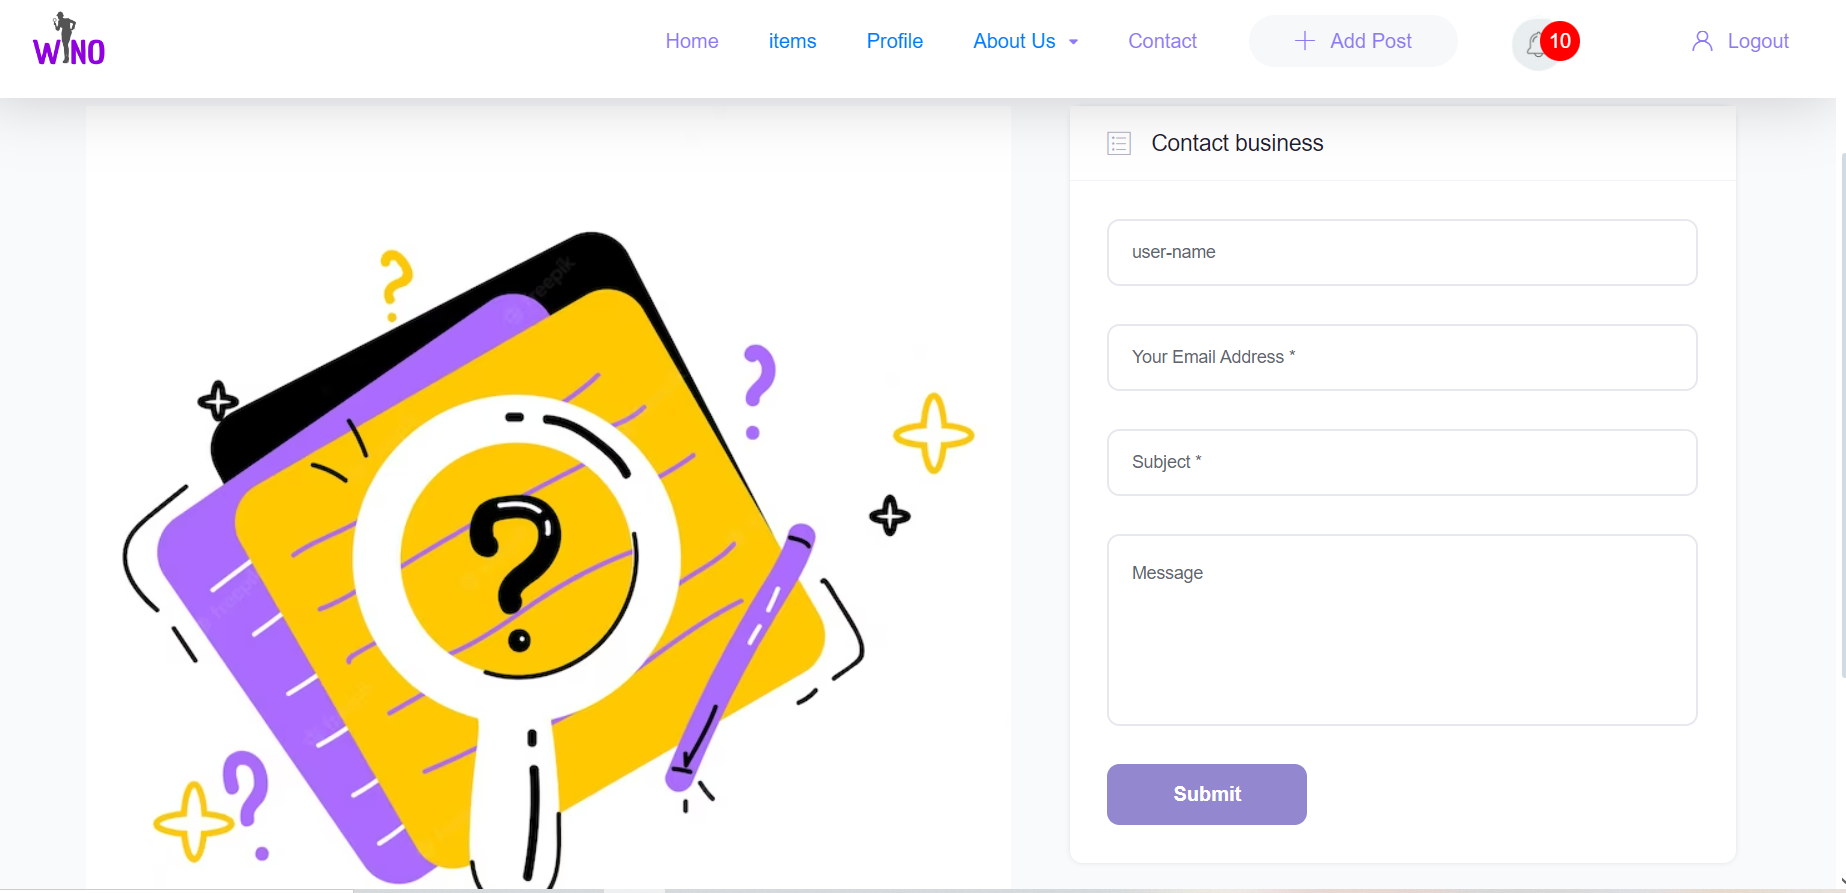 WINO
Home
items
Profile
About Us
Contact
Add Post
10
Logout
Contact business
user-name
Your Email Address *
Subject *
Message
Submit
?
?
?
?
freepik